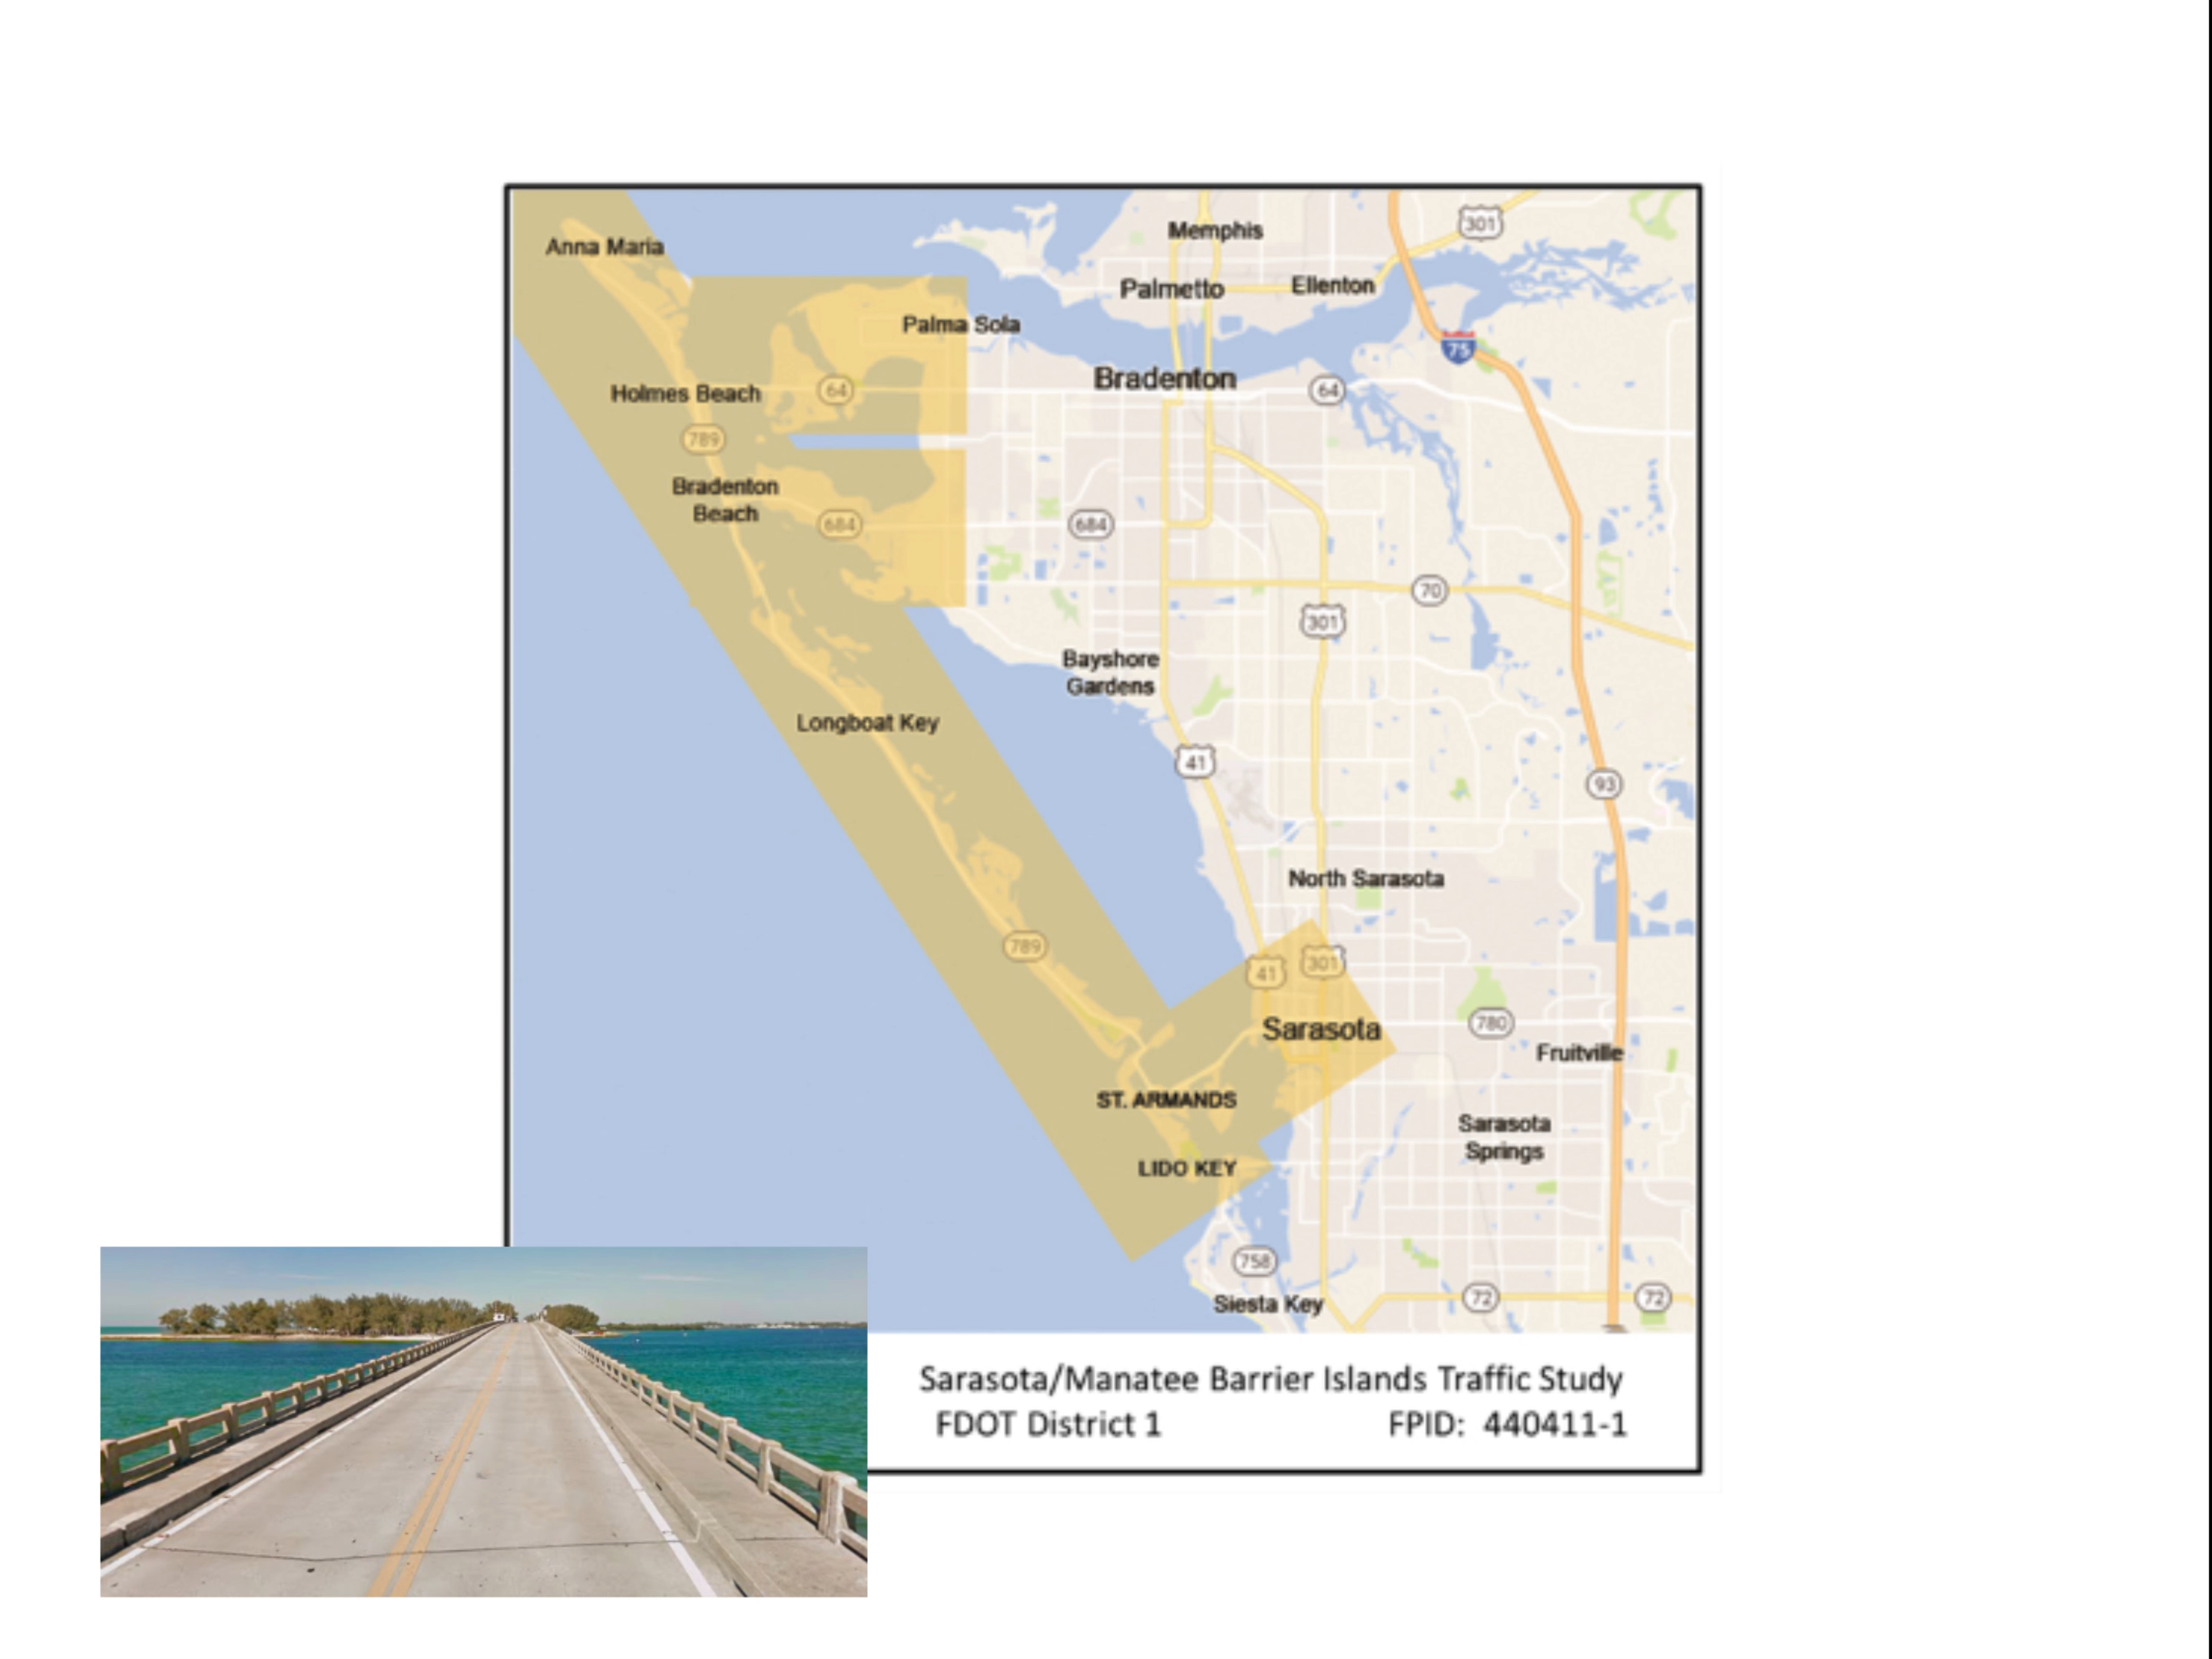 Anna Maria
Memphis
301
Palmetto
Ellenton
Palma Sola
75
Bradenton
Holmes Beach
64
64
789
Bradenton
Beach
684
684
70
301
Bayshore
Gardens
Longboat Key
41
93
North Sarasota
789
41
301
Sarasota
780
Fruitville
ST. ARMANDS
Sarasota
Springs
LIDO KEY
758
Siesta Key
72
72
Sarasota/Manatee Barrier Islands Traffic Study
FDOT District 1 FPID: 440411-1